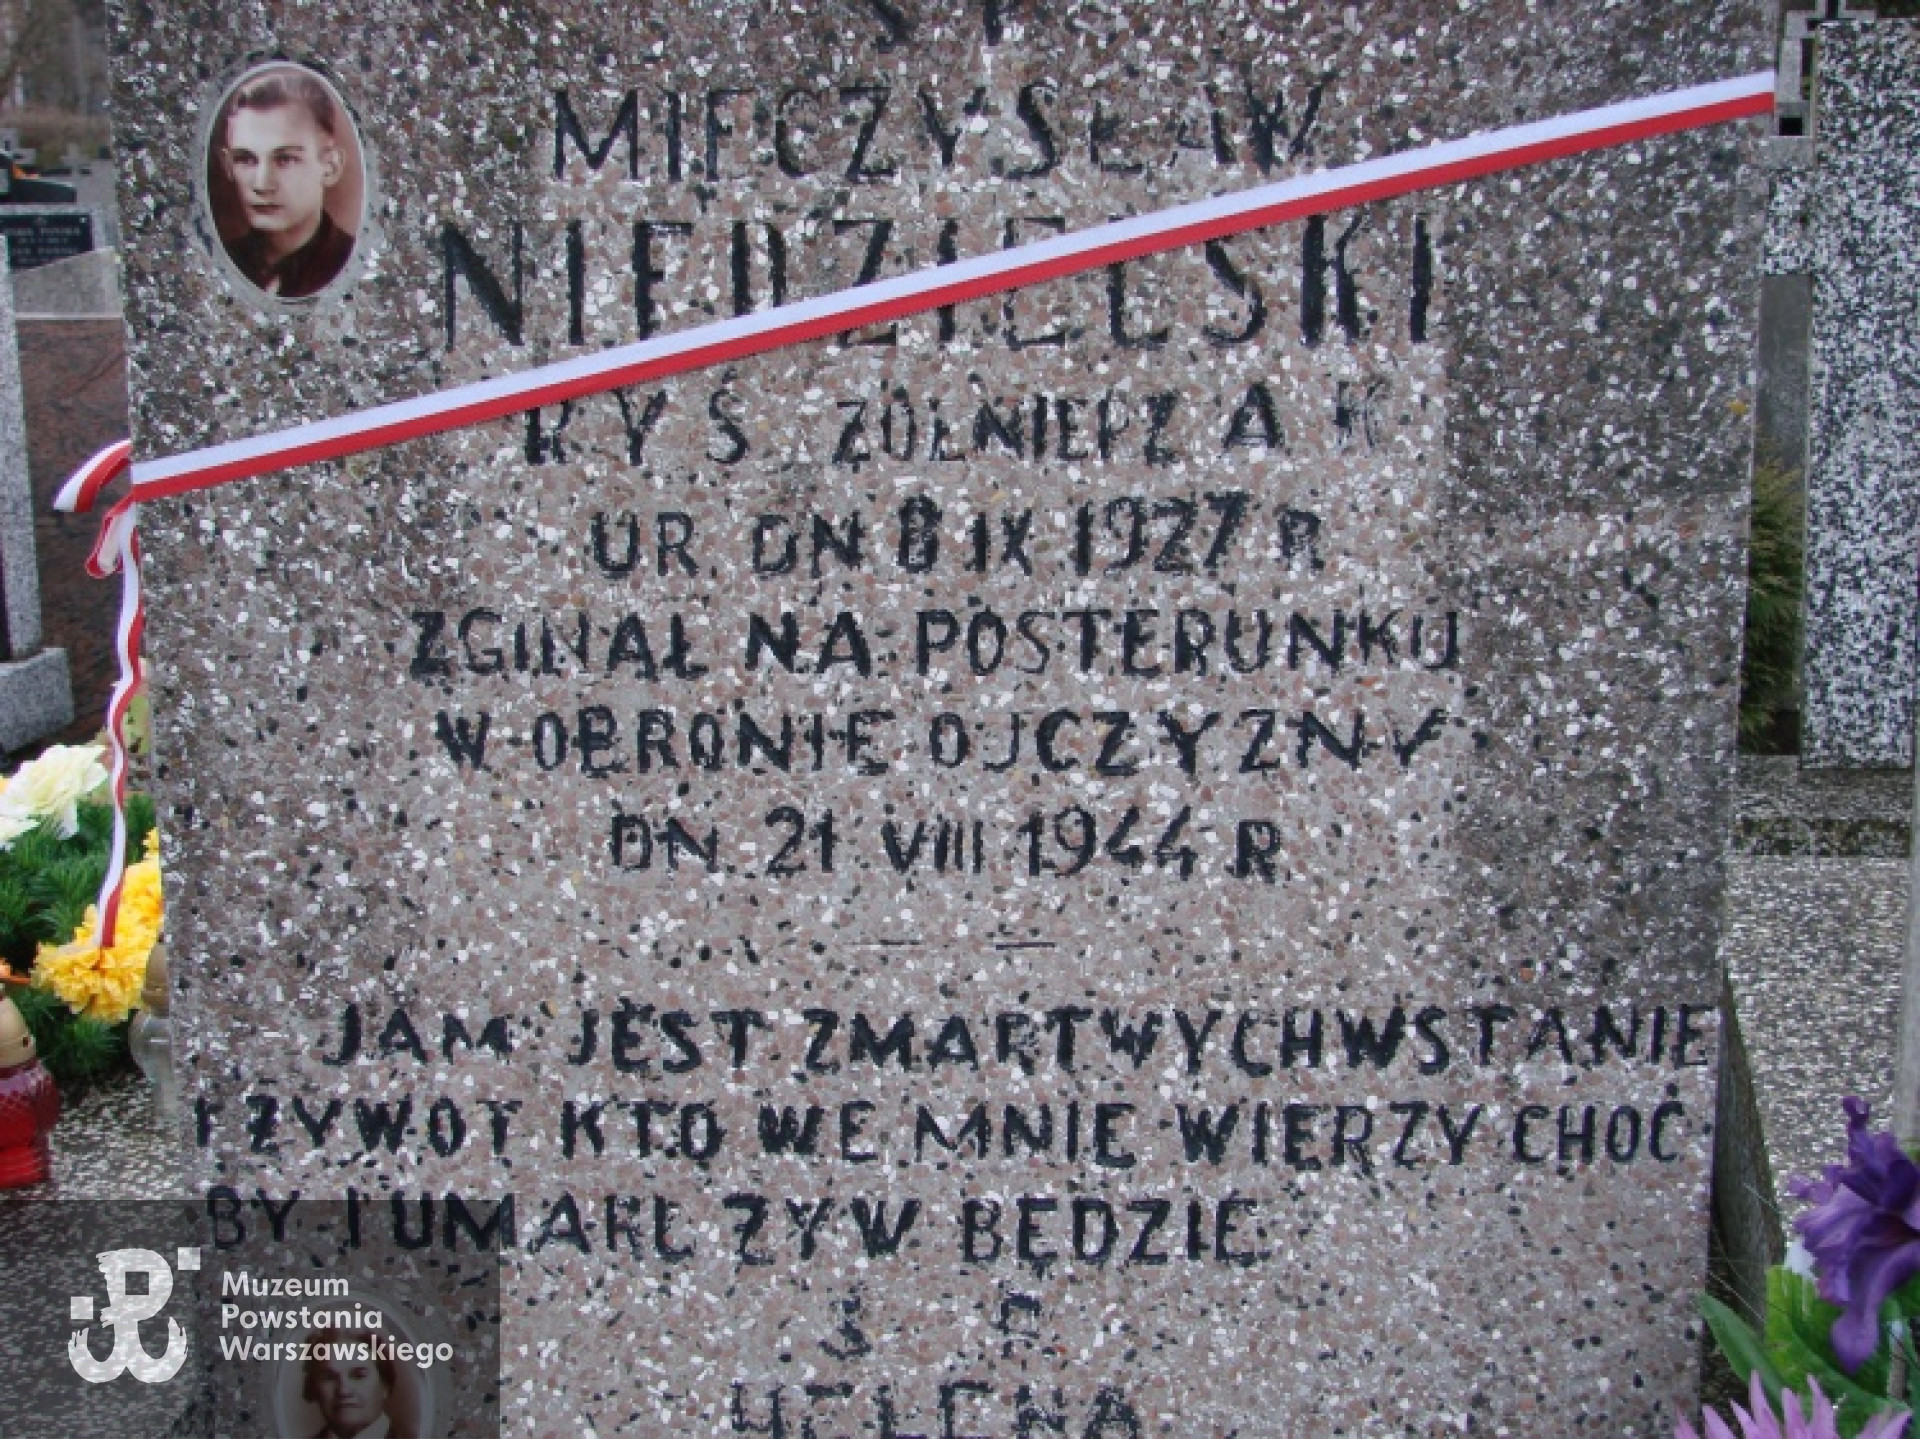 Ś P
MIECZYSŁAW
NIEDZIELSKI
RYŚ ŻOŁNIERZ A K
UR. DN 8 IX 1927 R
ZGINĄŁ NA POSTERUNKU
W OBRONIE OJCZYZNY
DN. 21 VIII 1944 R
JAM JEST ZMARTWYCHWSTANIE
I ŻYWOT KTO WE MNIE WIERZY CHOĆ
BY I UMARŁ ŻYW BĘDZIE
Ś P
HELENA
Muzeum
Powstania
Warszawskiego